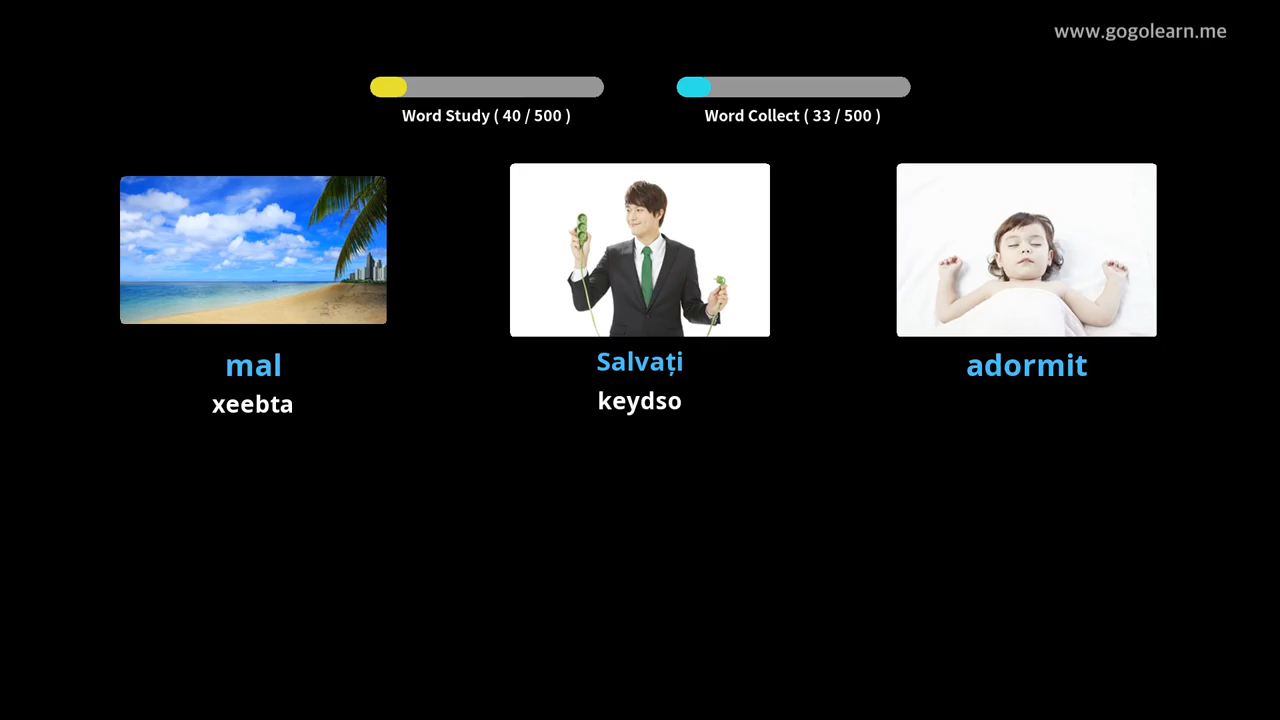 www.gogolearn.me
Word Study ( 40 / 500 )
Word Collect ( 33 / 500 )
mal
xeebta
Salvați
keydso
adormit